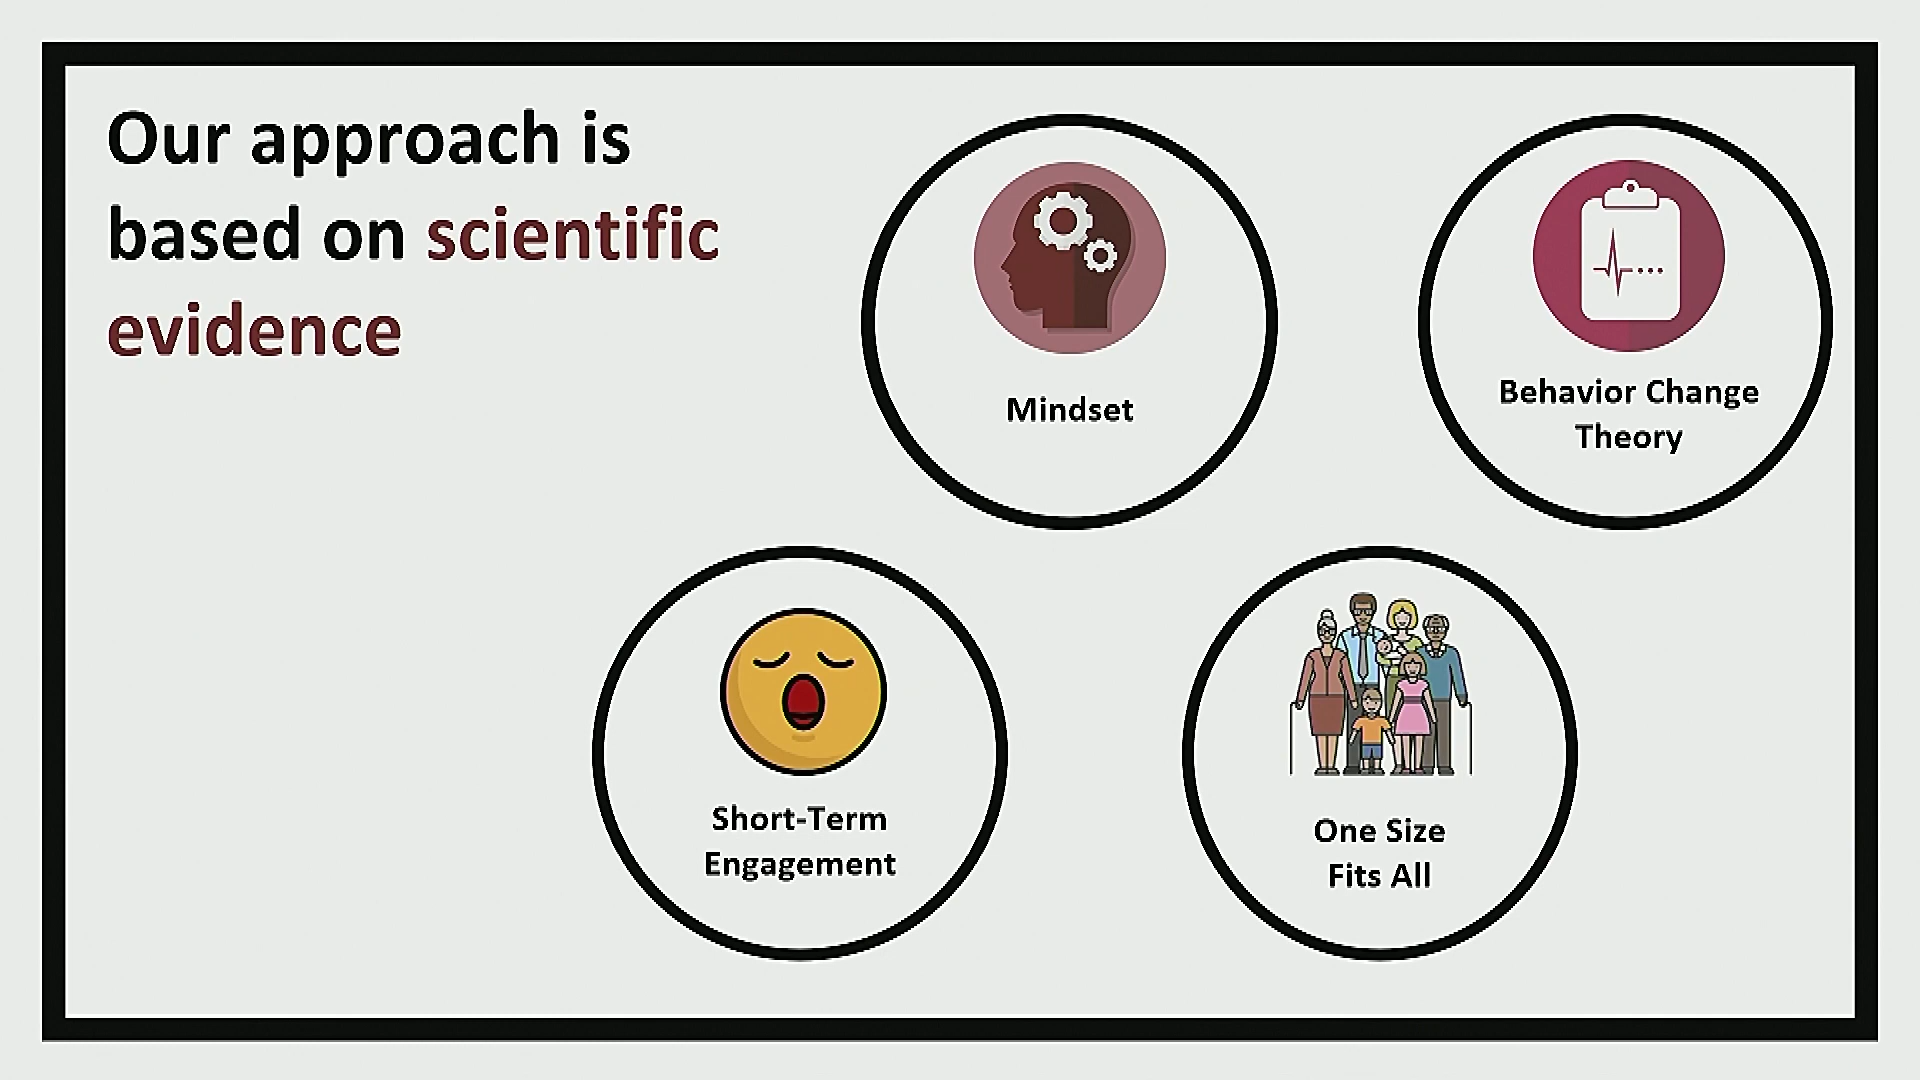 Our approach is
based on scientific
evidence
Mindset
Behavior Change
Theory
Short-Term
Engagement
One Size
Fits All